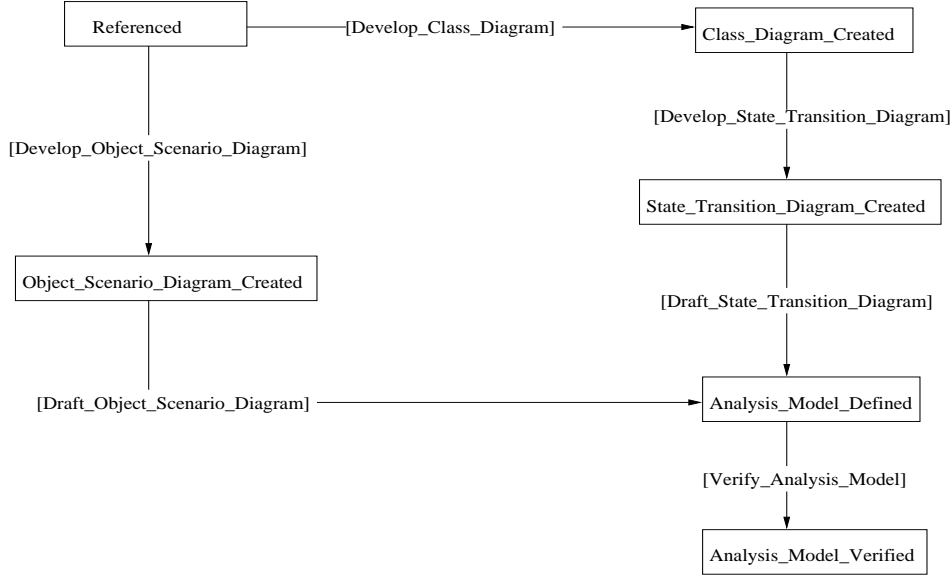 Referenced
[Develop_Class_Diagram]
Class_Diagram_Created
[Develop_State_Transition_Diagram]
[Develop_Object_Scenario_Diagram]
State_Transition_Diagram_Created
Object_Scenario_Diagram_Created
[Draft_State_Transition_Diagram]
[Draft_Object_Scenario_Diagram]
Analysis_Model_Defined
[Verify_Analysis_Model]
Analysis_Model_Verified